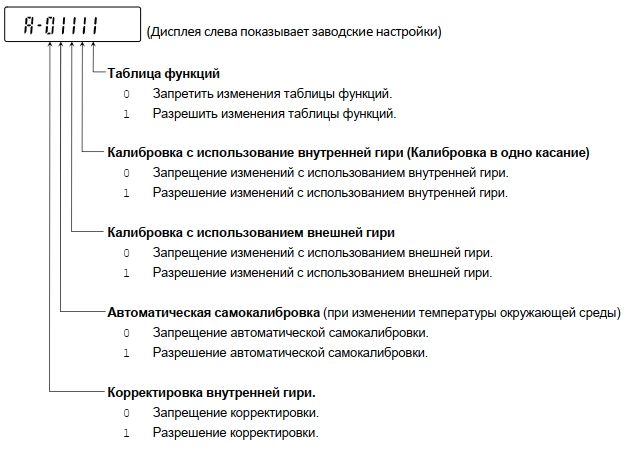 A-01111 (Дисплея слева показывает заводские настройки)
Таблица функций
0 Запретить изменения таблицы функций.
1 Разрешить изменения таблицы функций.
Калибровка с использование внутренней гири (Калибровка в одно касание)
0 Запрещение изменений с использованием внутренней гири.
1 Разрешение изменений с использованием внутренней гири.
Калибровка с использованием внешней гири
0 Запрещение изменений с использованием внешней гири.
1 Разрешение изменений с использованием внешней гири.
Автоматическая самокалибровка (при изменении температуры окружающей среды)
0 Запрещение автоматической самокалибровки.
1 Разрешение автоматической самокалибровки.
Корректировка внутренней гири.
0 Запрещение корректировки.
1 Разрешение корректировки.